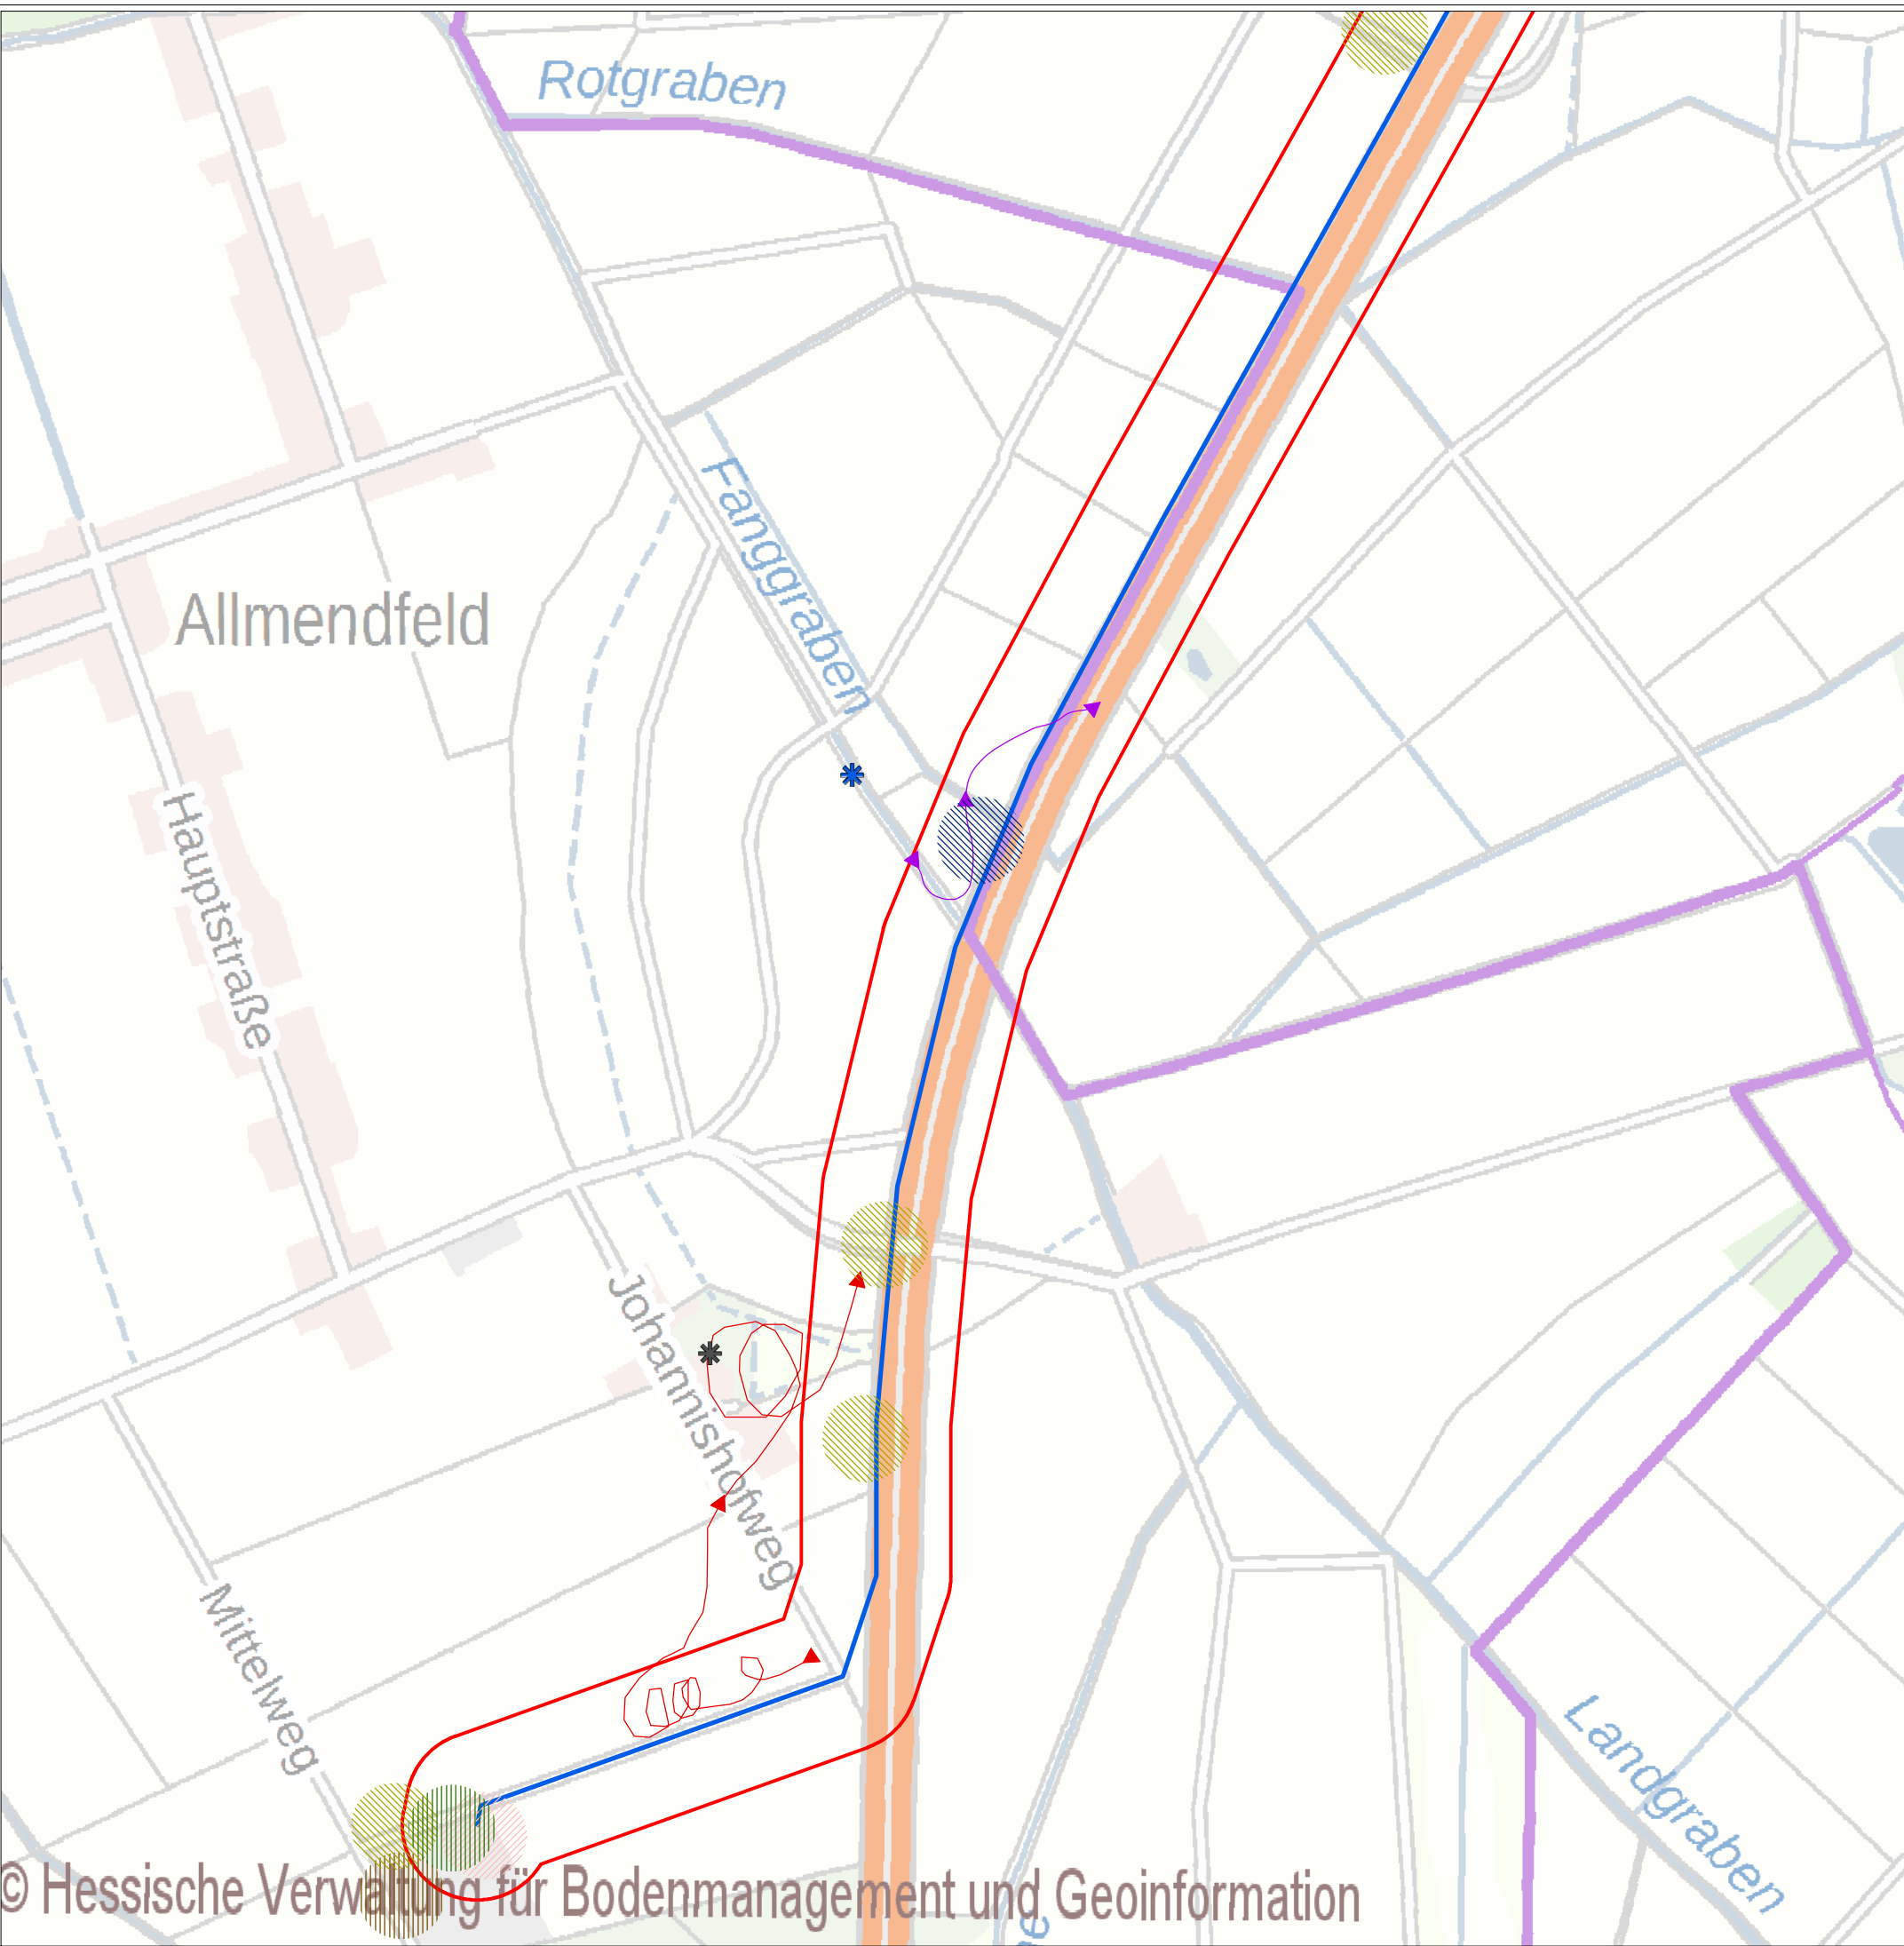 Rotgraben
Fanggraben
Allmendfeld
Hauptstraße
Johannishofweg
Mittelweg
Landgraben
© Hessische Verwaltung für Bodenmanagement und Geoinformation